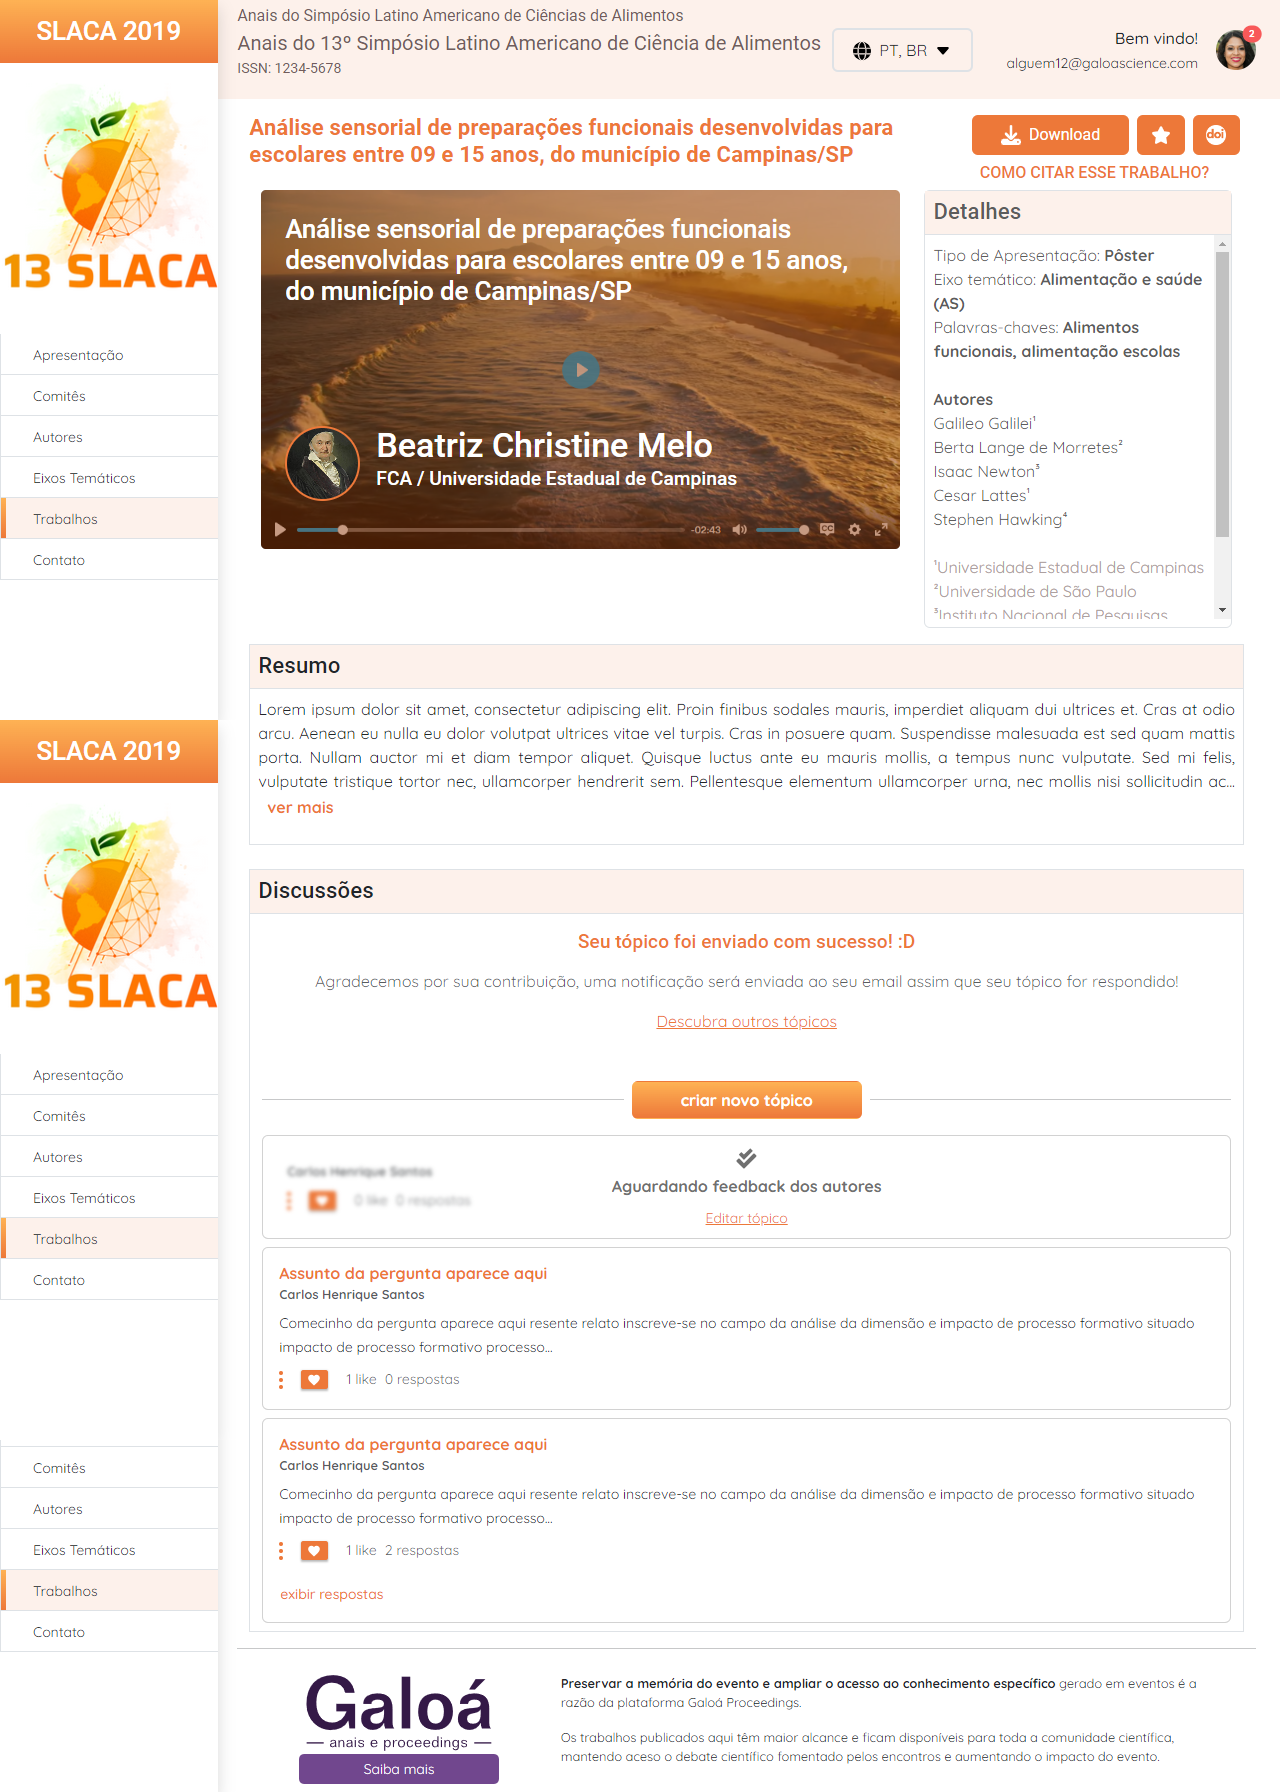 SLACA 2019
13 SLACA
Apresentação
Comitês
Autores
Eixos Temáticos
Trabalhos
Contato
SLACA 2019
13 SLACA
Apresentação
Comitês
Autores
Eixos Temáticos
Trabalhos
Contato
Comitês
Autores
Eixos Temáticos
Trabalhos
Contato
Anais do Simpósio Latino Americano de Ciências de Alimentos
Anais do 13º Simpósio Latino Americano de Ciência de Alimentos
ISSN: 1234-5678
PT, BR
Bem vindo!
alguem12@galoascience.com
2
Análise sensorial de preparações funcionais desenvolvidas para
escolares entre 09 e 15 anos, do município de Campinas/SP
Download
doi
COMO CITAR ESSE TRABALHO?
Análise sensorial de preparações funcionais
desenvolvidas para escolares entre 09 e 15 anos,
do município de Campinas/SP
Beatriz Christine Melo
FCA / Universidade Estadual de Campinas
-02:43
CC
Detalhes
Tipo de Apresentação: Pôster
Eixo temático: Alimentação e saúde
(AS)
Palavras-chaves: Alimentos
funcionais, alimentação escolas
Autores
Galileo Galilei¹
Berta Lange de Morretes²
Isaac Newton³
Cesar Lattes¹
Stephen Hawking⁴
¹Universidade Estadual de Campinas
²Universidade de São Paulo
³Instituto Nacional de Pesquisas
Resumo
Lorem ipsum dolor sit amet, consectetur adipiscing elit. Proin finibus sodales mauris, imperdiet aliquam dui ultrices et. Cras at odio
arcu. Aenean eu nulla eu dolor volutpat ultrices vitae vel turpis. Cras in posuere quam. Suspendisse malesuada est sed quam mattis
porta. Nullam auctor mi et diam tempor aliquet. Quisque luctus ante eu mauris mollis, a tempus nunc vulputate. Sed mi felis,
vulputate tristique tortor nec, ullamcorper hendrerit sem. Pellentesque elementum ullamcorper urna, nec mollis nisi sollicitudin ac...
ver mais
Discussões
Seu tópico foi enviado com sucesso! :D
Agradecemos por sua contribuição, uma notificação será enviada ao seu email assim que seu tópico for respondido!
Descubra outros tópicos
criar novo tópico
Carlos Henrique Santos
0 like 0 respostas
Aguardando feedback dos autores
Editar tópico
Assunto da pergunta aparece aqui
Carlos Henrique Santos
Comecinho da pergunta aparece aqui resente relato inscreve-se no campo da análise da dimensão e impacto de processo formativo situado
impacto de processo formativo processo...
1 like 0 respostas
Assunto da pergunta aparece aqui
Carlos Henrique Santos
Comecinho da pergunta aparece aqui resente relato inscreve-se no campo da análise da dimensão e impacto de processo formativo situado
impacto de processo formativo processo...
1 like 2 respostas
exibir respostas
Galoá
anais e proceedings
Saiba mais
Preservar a memória do evento e ampliar o acesso ao conhecimento específico gerado em eventos é a
razão da plataforma Galoá Proceedings.
Os trabalhos publicados aqui têm maior alcance e ficam disponíveis para toda a comunidade científica,
mantendo aceso o debate científico fomentado pelos encontros e aumentando o impacto do evento.